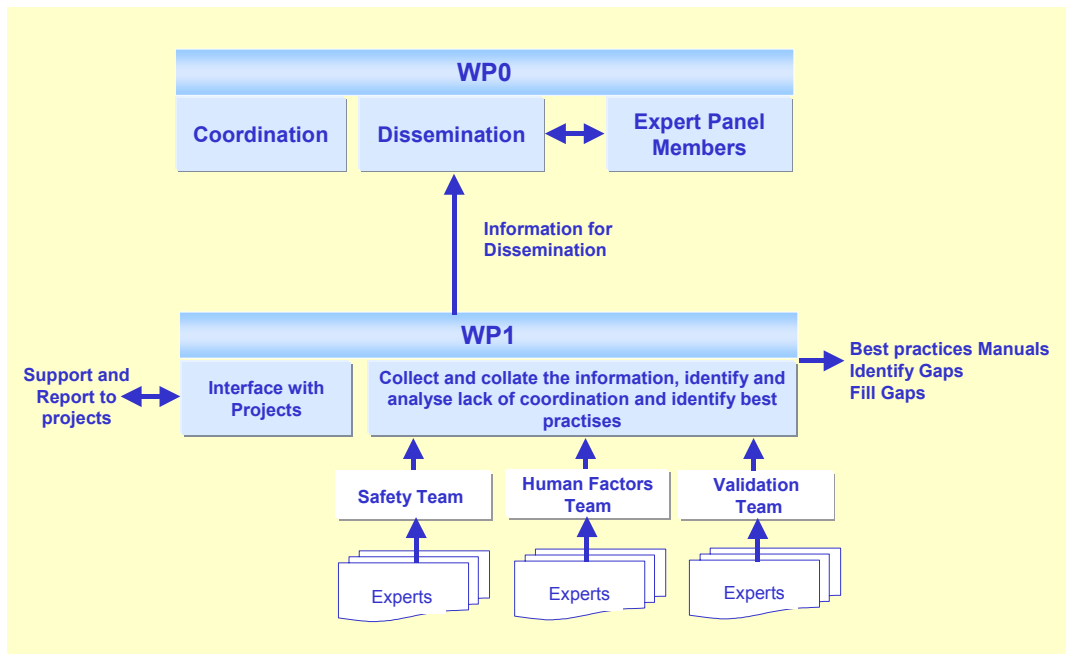 WP0
Coordination
Dissemination
Expert Panel
Members
Information for
Dissemination
WP1
Support and
Report to
projects
Interface with
Projects
Collect and collate the information, identify and
analyse lack of coordination and identify best
practises
Best practices Manuals
Identify Gaps
Fill Gaps
Safety Team
Human Factors
Team
Validation
Team
Experts
Experts
Experts